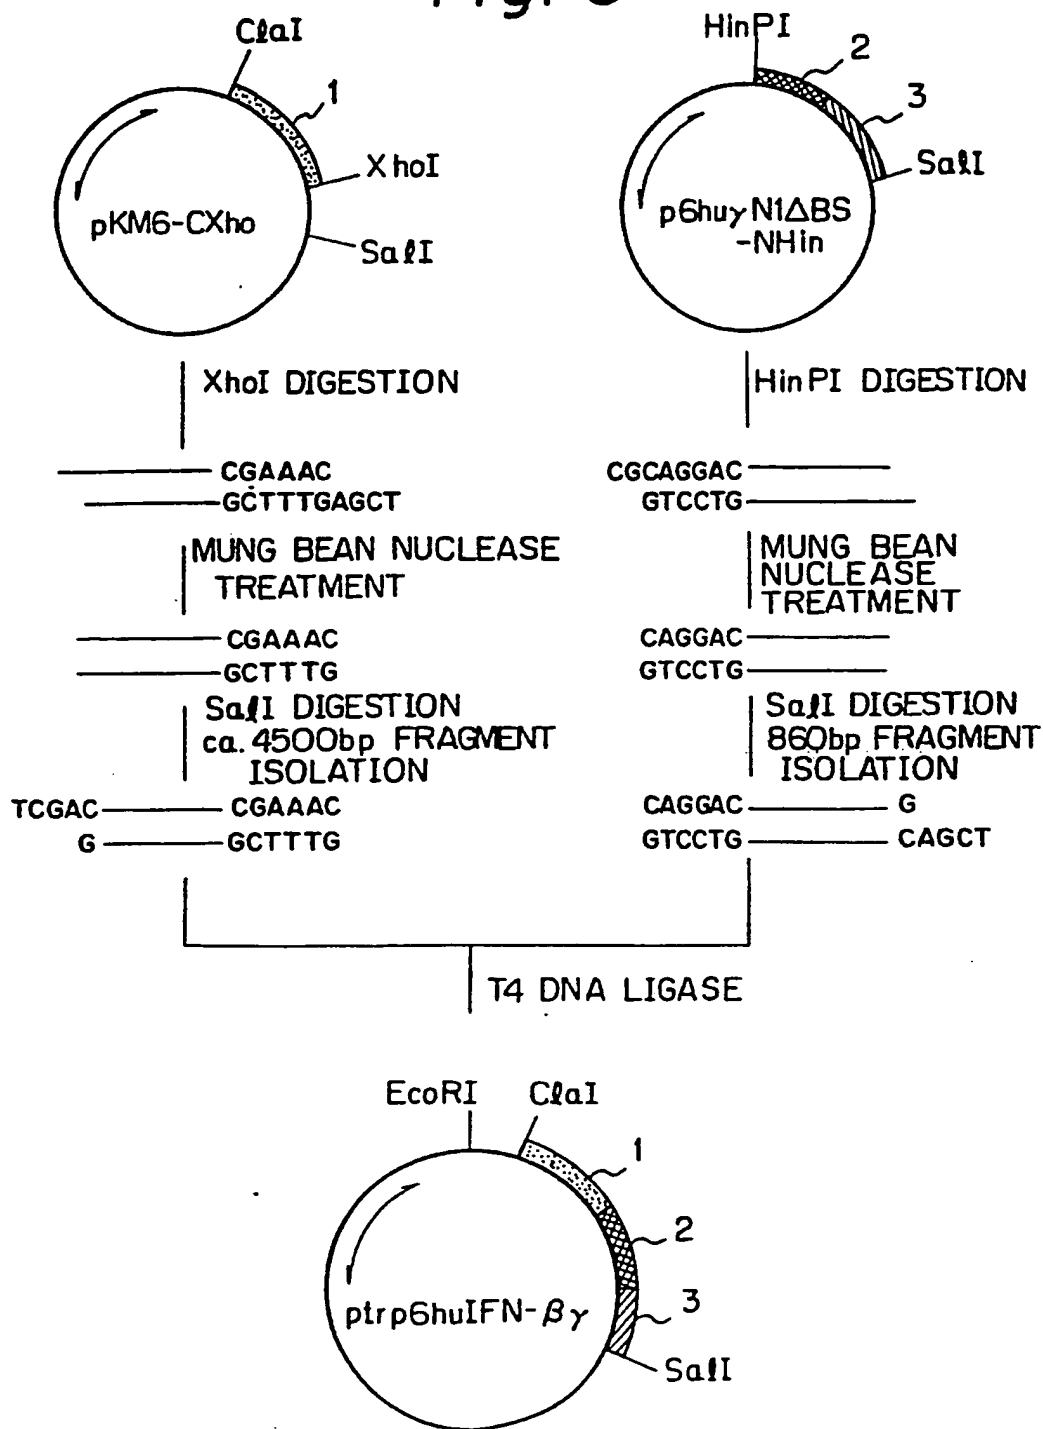 ClaI
1
XhoI
SalI
pKM6-CXho
HinPI
2
3
SalI
p6huγN1ΔBS
-NHin
XhoI DIGESTION
HinPI DIGESTION
CGAAAC
GCTTTGAGCT
CGCAGGAC
GTCCTG
MUNG BEAN NUCLEASE
TREATMENT
MUNG BEAN
NUCLEASE
TREATMENT
CGAAAC
GCTTTG
CAGGAC
GTCCTG
SalI DIGESTION
ca. 4500bp FRAGMENT
ISOLATION
SalI DIGESTION
860bp FRAGMENT
ISOLATION
TCGAC CGAAAC
G GCTTTG
CAGGAC G
GTCCTG CAGCT
T4 DNA LIGASE
EcoRI
ClaI
1
2
3
SalI
ptrp6huIFN-βγ